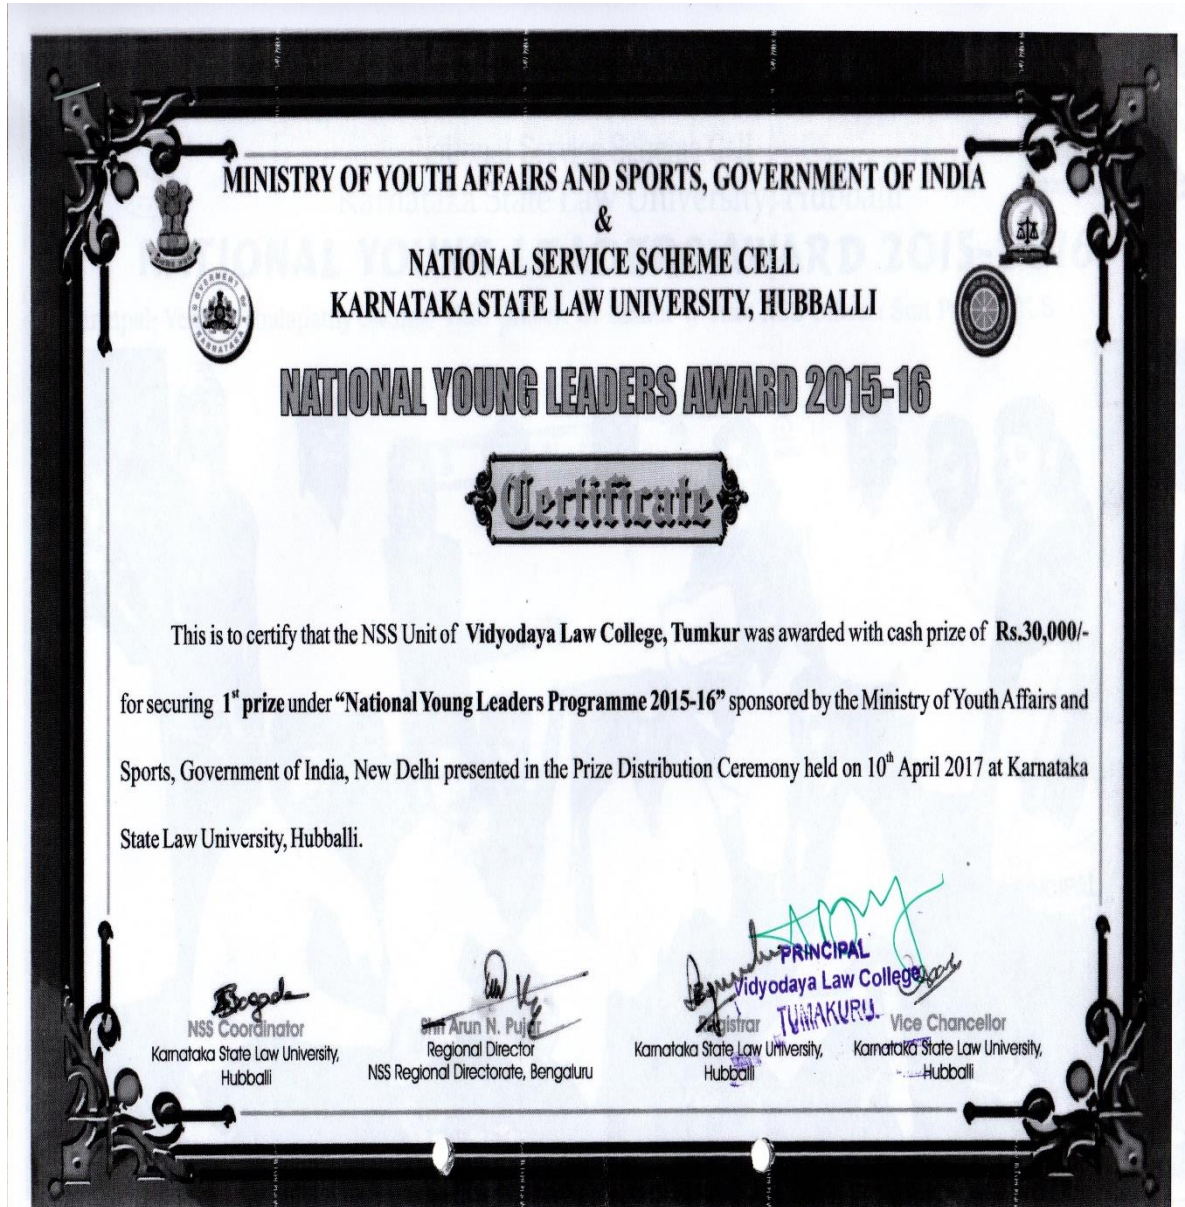 MINISTRY OF YOUTH AFFAIRS AND SPORTS, GOVERNMENT OF INDIA
&
NATIONAL SERVICE SCHEME CELL
KARNATAKA STATE LAW UNIVERSITY, HUBBALLI
NATIONAL YOUNG LEADERS AWARD 2015-16
Certificate
This is to certify that the NSS Unit of Vidyodaya Law College, Tumkur was awarded with cash prize of Rs.30,000/-
for securing 1st prize under “National Young Leaders Programme 2015-16” sponsored by the Ministry of Youth Affairs and
Sports, Government of India, New Delhi presented in the Prize Distribution Ceremony held on 10th April 2017 at Karnataka
State Law University, Hubballi.
PRINCIPAL
Vidyodaya Law College
TUMAKURU.
NSS Coordinator
Karnataka State Law University,
Hubballi
Shri Arun N. Pujar
Regional Director
NSS Regional Directorate, Bengaluru
Registrar
Karnataka State Law University,
Hubballi
Vice Chancellor
Karnataka State Law University,
Hubballi